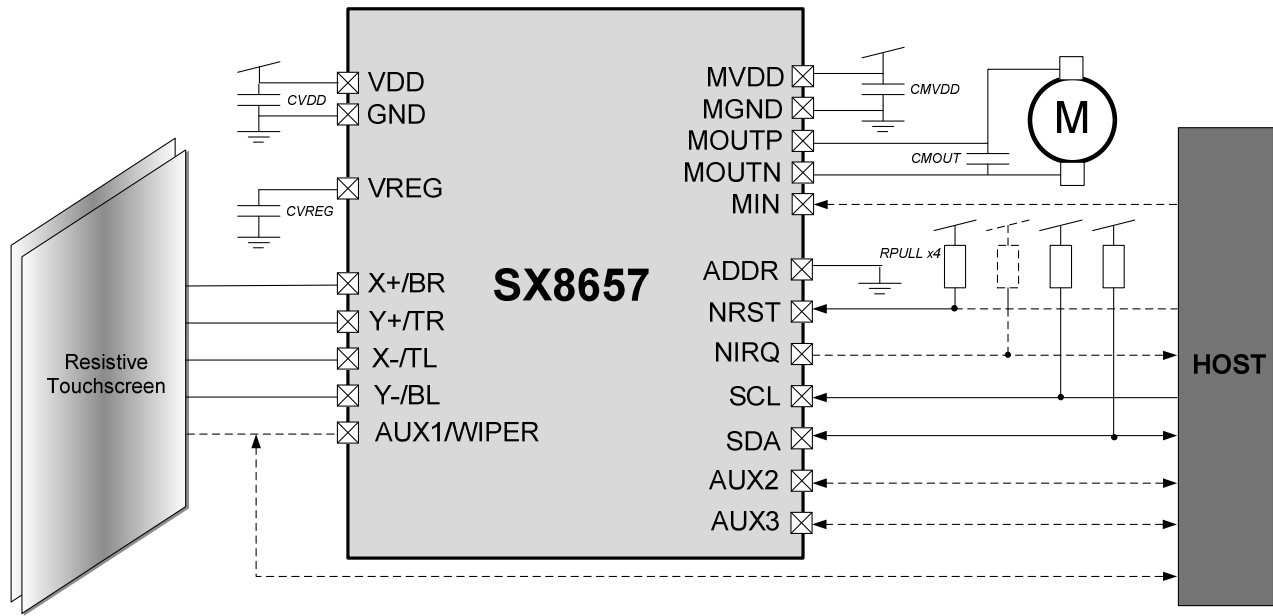 VDD
CVDD
GND
VREG
CVREG
X+/BR
Y+/TR
X-/TL
Y-/BL
AUX1/WIPER
Resistive
Touchscreen
SX8657
MVDD
CMVDD
MGND
MOUTP
MOUTN
CMOUT
M
MIN
ADDR
RPULL x4
NRST
NIRQ
SCL
SDA
AUX2
AUX3
HOST